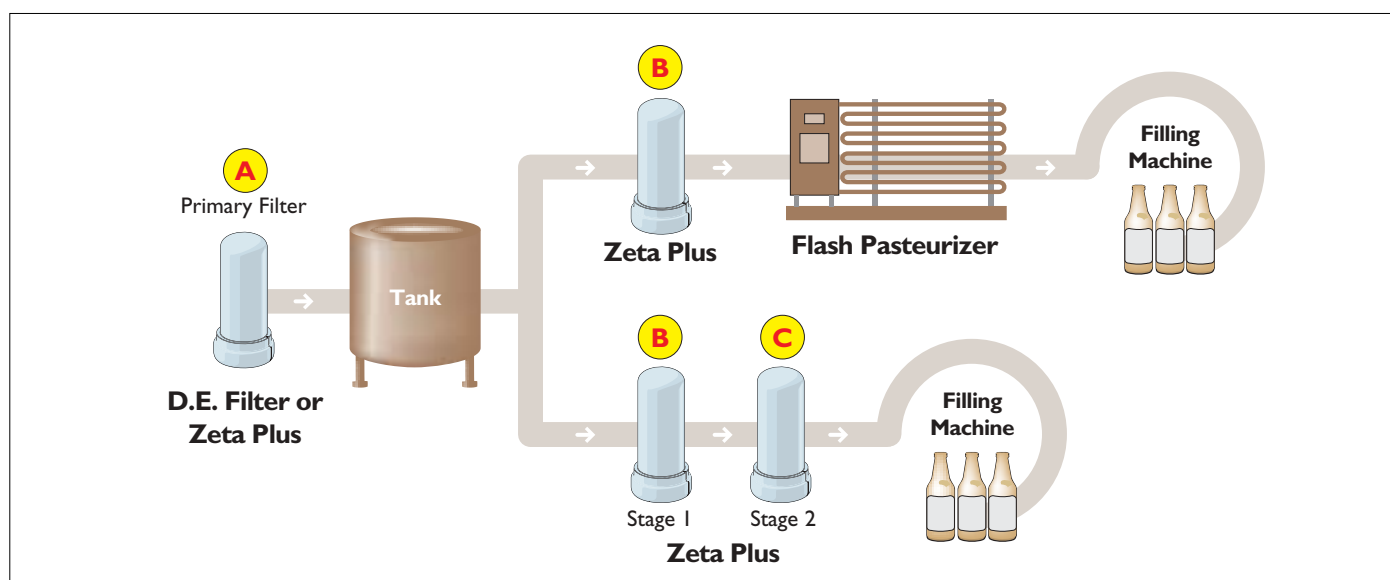 A
Primary Filter
D.E. Filter or
Zeta Plus
Tank
B
Zeta Plus
Flash Pasteurizer
Filling
Machine
B
Stage 1
C
Stage 2
Zeta Plus
Filling
Machine